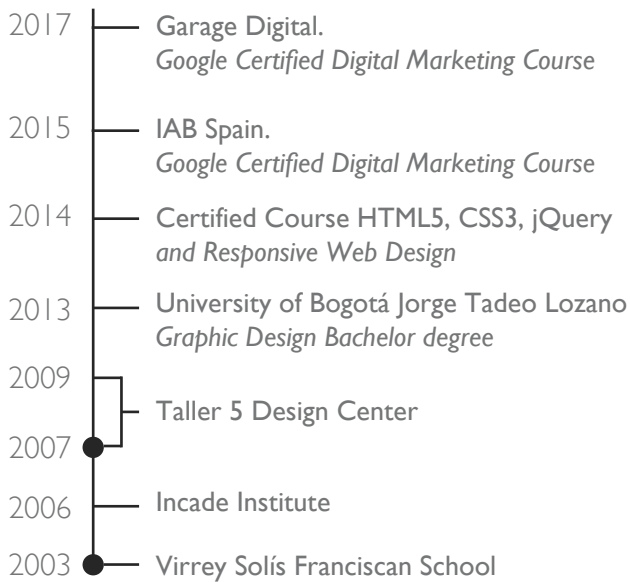 2017 Garage Digital.
Google Certified Digital Marketing Course
2015 IAB Spain.
Google Certified Digital Marketing Course
2014 Certified Course HTML5, CSS3, jQuery
and Responsive Web Design
2013 University of Bogotá Jorge Tadeo Lozano
Graphic Design Bachelor degree
2009
Taller 5 Design Center
2007
2006 Incade Institute
2003 Virrey Solís Franciscan School